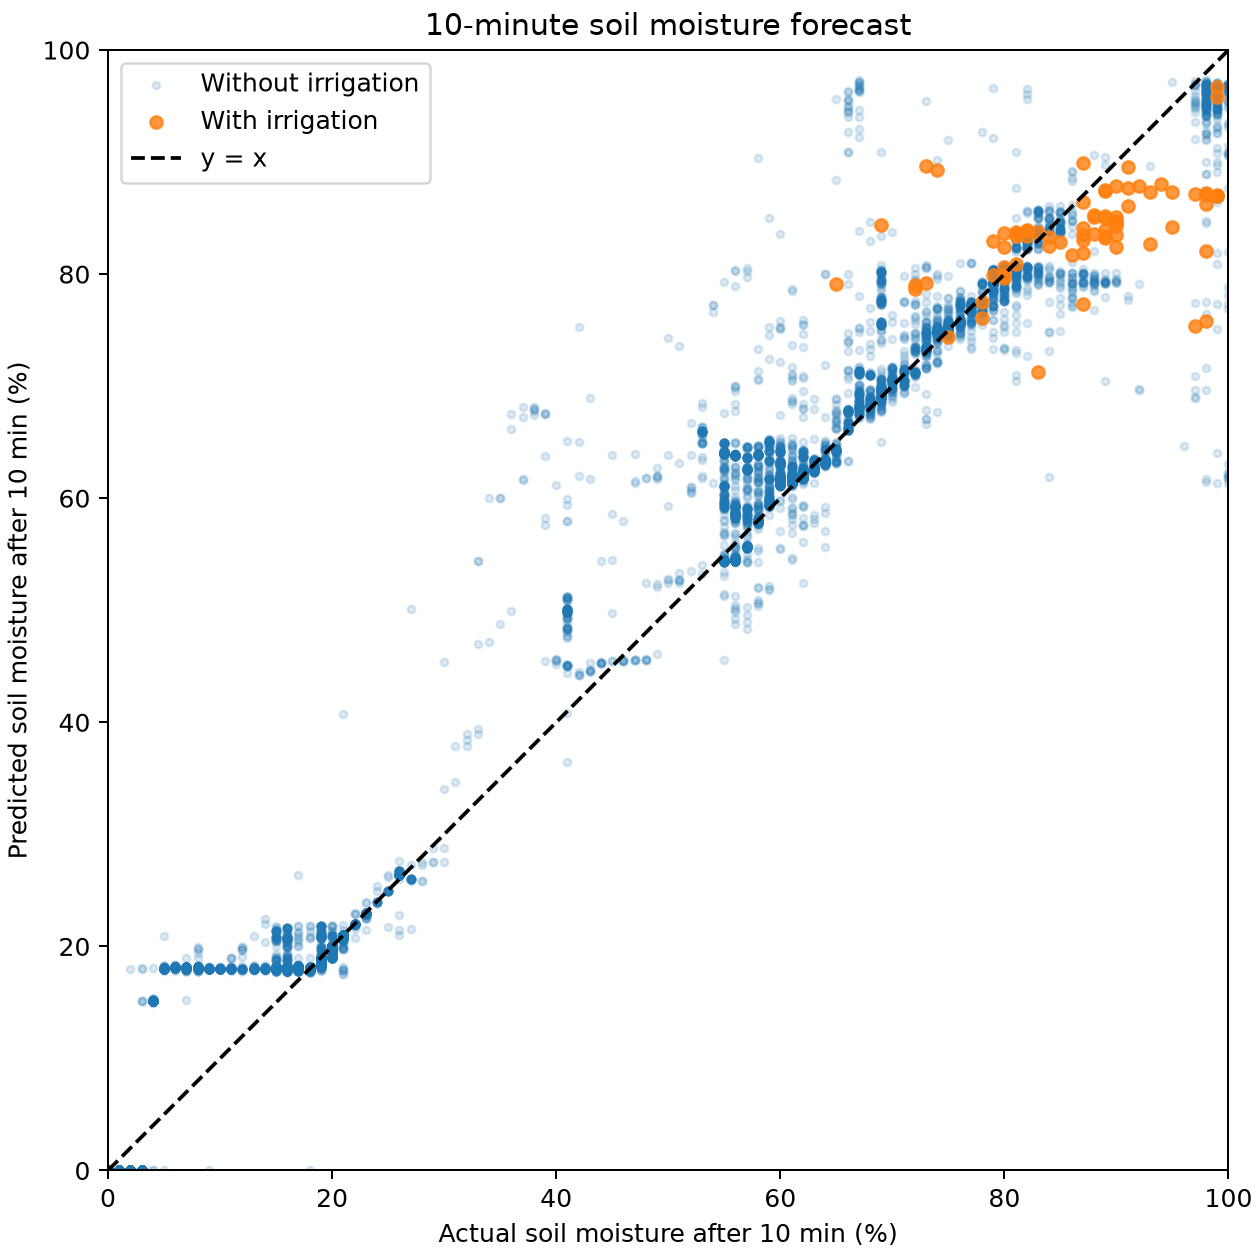 10-minute soil moisture forecast
Without irrigation
With irrigation
y = x
Predicted soil moisture after 10 min (%)
100
80
60
40
20
0
0 20 40 60 80 100
Actual soil moisture after 10 min (%)